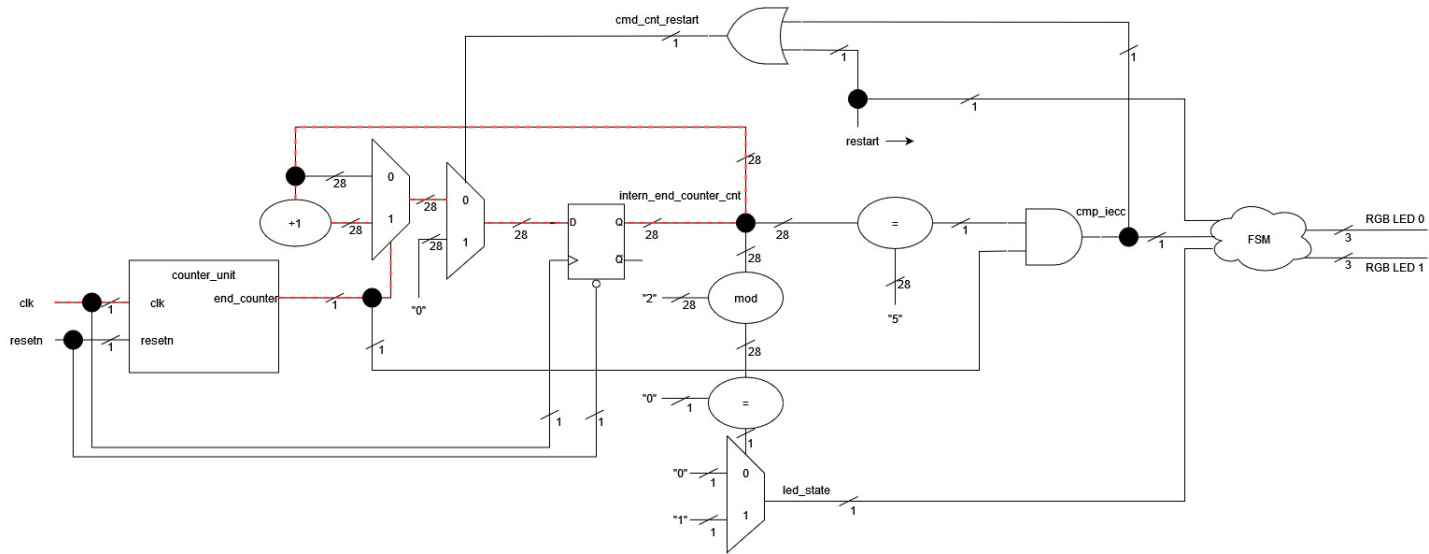 cmd_cnt_restart
1
1
1
1
restart
28
28
0
28
0
intern_end_counter_cnt
+1
28
1
28
1
28
D
Q
28
28
=
1
cmp_iecc
1
FSM
RGB LED 0
3
3
RGB LED 1
Q
28
counter_unit
clk
1
clk
end_counter
1
"0"
"2"
28
mod
28
"5"
resetn
1
resetn
1
28
"0"
1
=
1
1
1
"0"
1
0
"1"
1
1
led_state
1